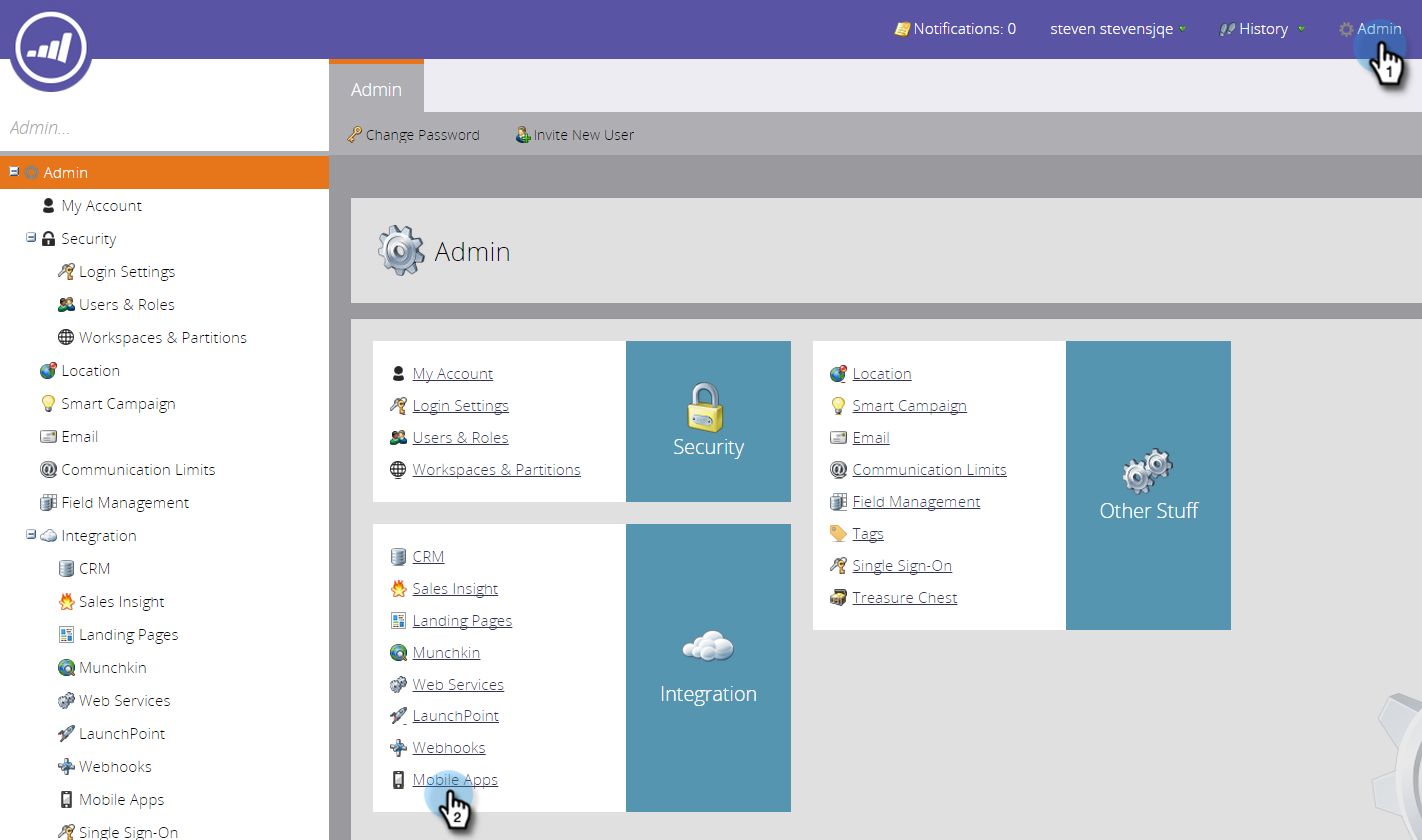 Notifications: 0 steven stevensjqe History Admin
1
Admin
Admin...
Change Password Invite New User
Admin
My Account
Security
Login Settings
Users & Roles
Workspaces & Partitions
Location
Smart Campaign
Email
Communication Limits
Field Management
Integration
CRM
Sales Insight
Landing Pages
Munchkin
Web Services
LaunchPoint
Webhooks
Mobile Apps
Single Sign-On
Admin
My Account
Login Settings
Users & Roles
Workspaces & Partitions
Security
CRM
Sales Insight
Landing Pages
Munchkin
Web Services
LaunchPoint
Webhooks
Mobile Apps
2
Integration
Location
Smart Campaign
Email
Communication Limits
Field Management
Tags
Single Sign-On
Treasure Chest
Other Stuff